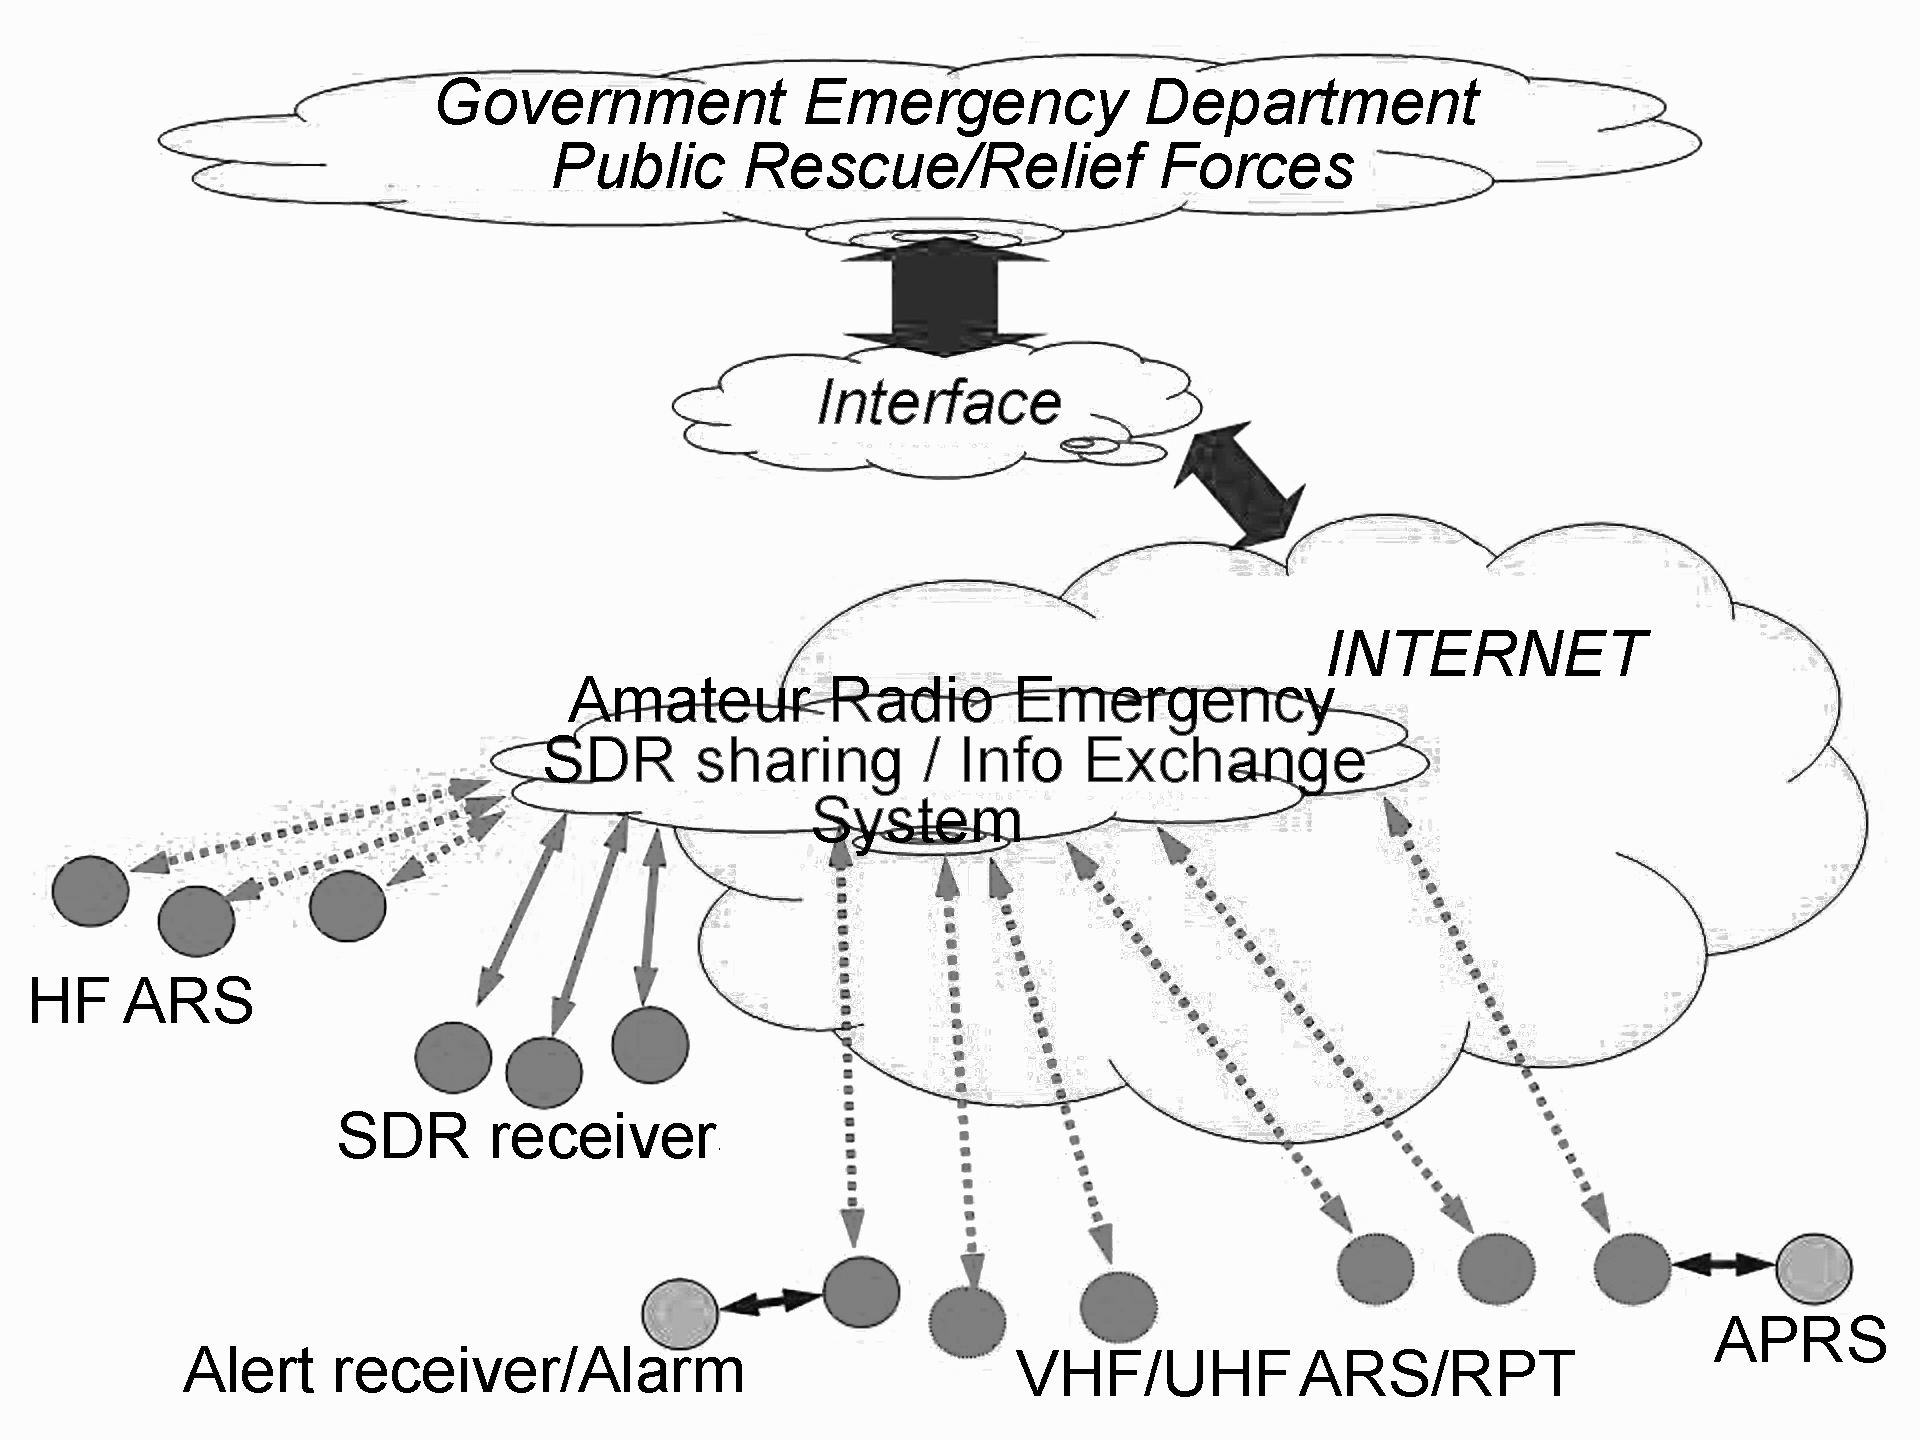 Government Emergency Department
Public Rescue/Relief Forces
Interface
INTERNET
Amateur Radio Emergency
SDR sharing / Info Exchange
System
HF ARS
SDR receiver
Alert receiver/Alarm
VHF/UHF ARS/RPT
APRS